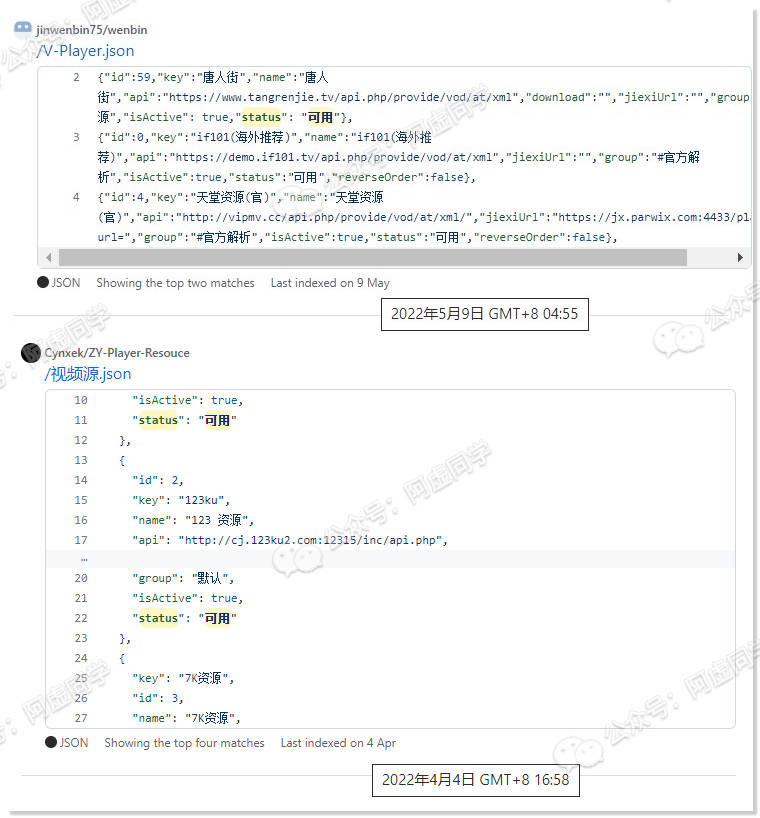 jinwenbin75/wenbin
/V-Player.json
2 {"id":59,"key":"唐人街","name":"唐人
街","api":"https://www.tangrenjie.tv/api.php/provide/vod/at/xml","download":"","jiexiUrl":"","group
源","isActive": true,"status": "可用"},
3 {"id":0,"key":"if101(海外推荐)","name":"if101(海外推
荐)","api":"https://demo.if101.tv/api.php/provide/vod/at/xml","jiexiUrl":"","group":"#官方解
析","isActive":true,"status":"可用","reverseOrder":false},
4 {"id":4,"key":"天堂资源(官)","name":"天堂资源
(官)","api":"http://vipmv.cc/api.php/provide/vod/at/xml/","jiexiUrl":"https://jx.parwix.com:4433/pl
url=","group":"#官方解析","isActive":true,"status":"可用","reverseOrder":false},
JSON Showing the top two matches Last indexed on 9 May
2022年5月9日 GMT+8 04:55
Cynxek/ZY-Player-Resouce
/视频源.json
10 "isActive": true,
11 "status": "可用"
12 },
13 {
14 "id": 2,
15 "key": "123ku",
16 "name": "123 资源",
17 "api": "http://cj.123ku2.com:12315/inc/api.php",
…
20 "group": "默认",
21 "isActive": true,
22 "status": "可用"
23 },
24 {
25 "key": "7K资源",
26 "id": 3,
27 "name": "7K资源",
JSON Showing the top four matches Last indexed on 4 Apr
2022年4月4日 GMT+8 16:58
公众号：阿虚同学